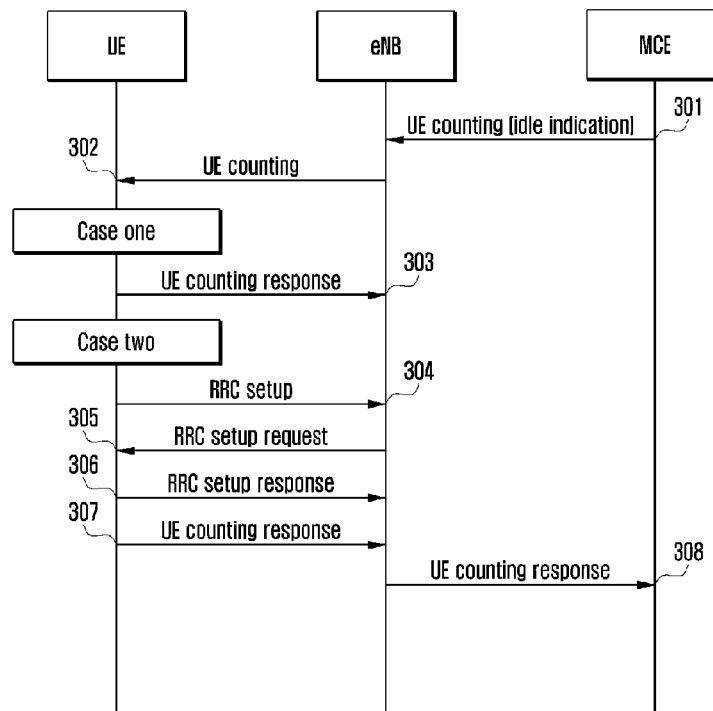 UE
eNB
MCE
301
UE counting (idle indication)
302
UE counting
Case one
303
UE counting response
Case two
304
RRC setup
305
RRC setup request
306
RRC setup response
307
UE counting response
308
UE counting response